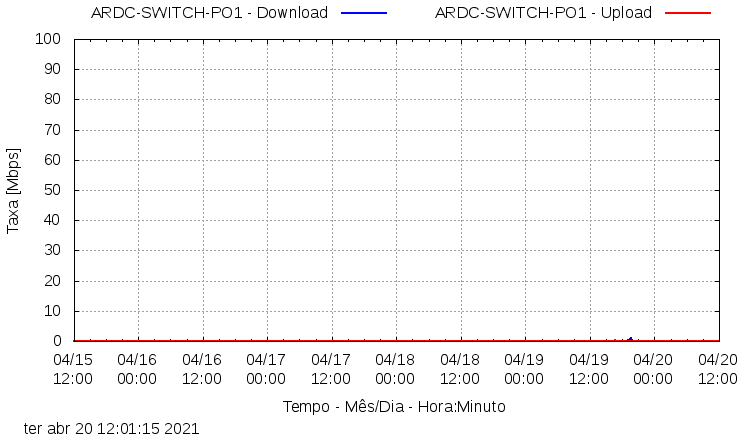 ARDC-SWITCH-PO1 - Download ARDC-SWITCH-PO1 - Upload
100
90
80
70
60
50
40
30
20
10
0
Taxa [Mbps]
04/15 04/16 04/16 04/17 04/17 04/18 04/18 04/19 04/19 04/20 04/20
12:00 00:00 12:00 00:00 12:00 00:00 12:00 00:00 12:00 00:00 12:00
Tempo - Mês/Dia - Hora:Minuto
ter abr 20 12:01:15 2021